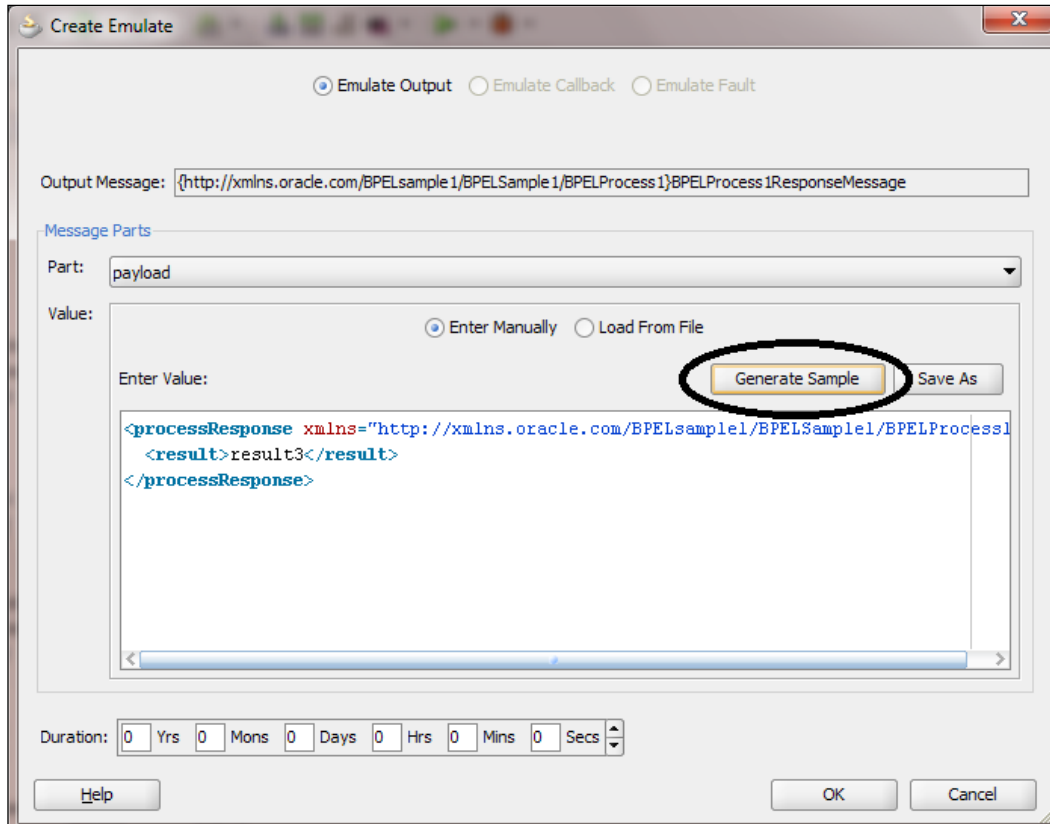 Create Emulate
Emulate Output Emulate Callback Emulate Fault
Output Message: {http://xmlns.oracle.com/BPELsample1/BPELSample1/BPELProcess1}BPELProcess1ResponseMessage
Message Parts
Part: payload
Value:
Enter Manually Load From File
Enter Value: Generate Sample Save As
<processResponse xmlns="http://xmlns.oracle.com/BPELsample1/BPELSample1/BPELProcess1
<result>result3</result>
</processResponse>
Duration: 0 Yrs 0 Mons 0 Days 0 Hrs 0 Mins 0 Secs
Help OK Cancel